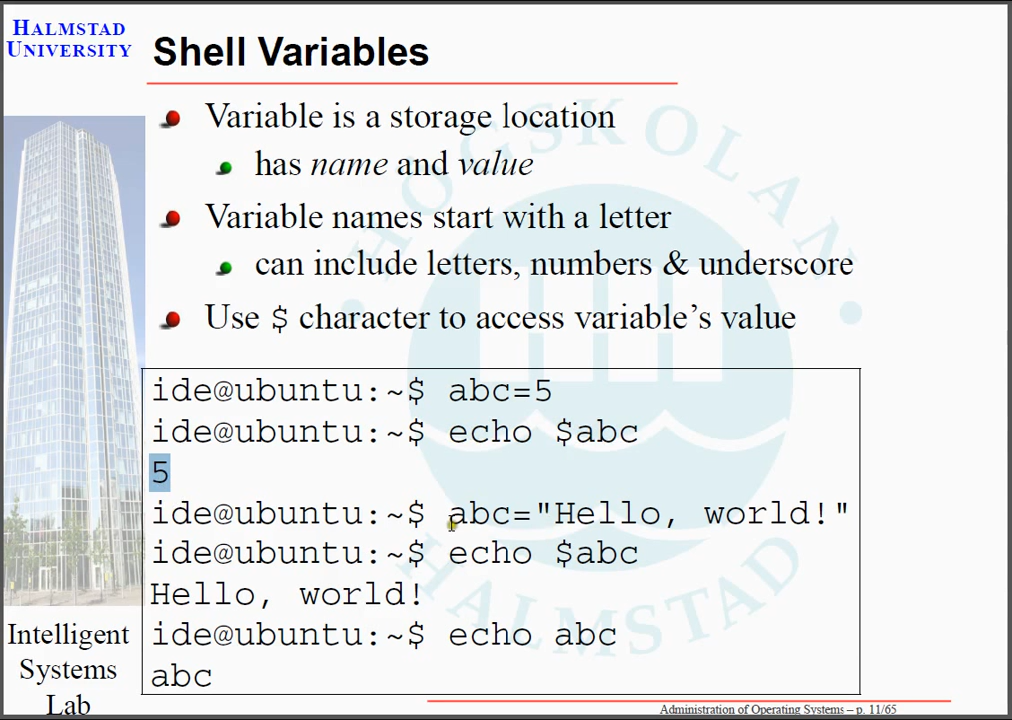 HALMSTAD
UNIVERSITY
Shell Variables
Variable is a storage location
has name and value
Variable names start with a letter
can include letters, numbers & underscore
Use $ character to access variable's value
ide@ubuntu:~$ abc=5
ide@ubuntu:~$ echo $abc
5
ide@ubuntu:~$ abc="Hello, world!"
ide@ubuntu:~$ echo $abc
Hello, world!
ide@ubuntu:~$ echo abc
abc
Intelligent
Systems
Lab
Administration of Operating Systems – p. 11/65
HÖGSKOLAN
HALMSTAD